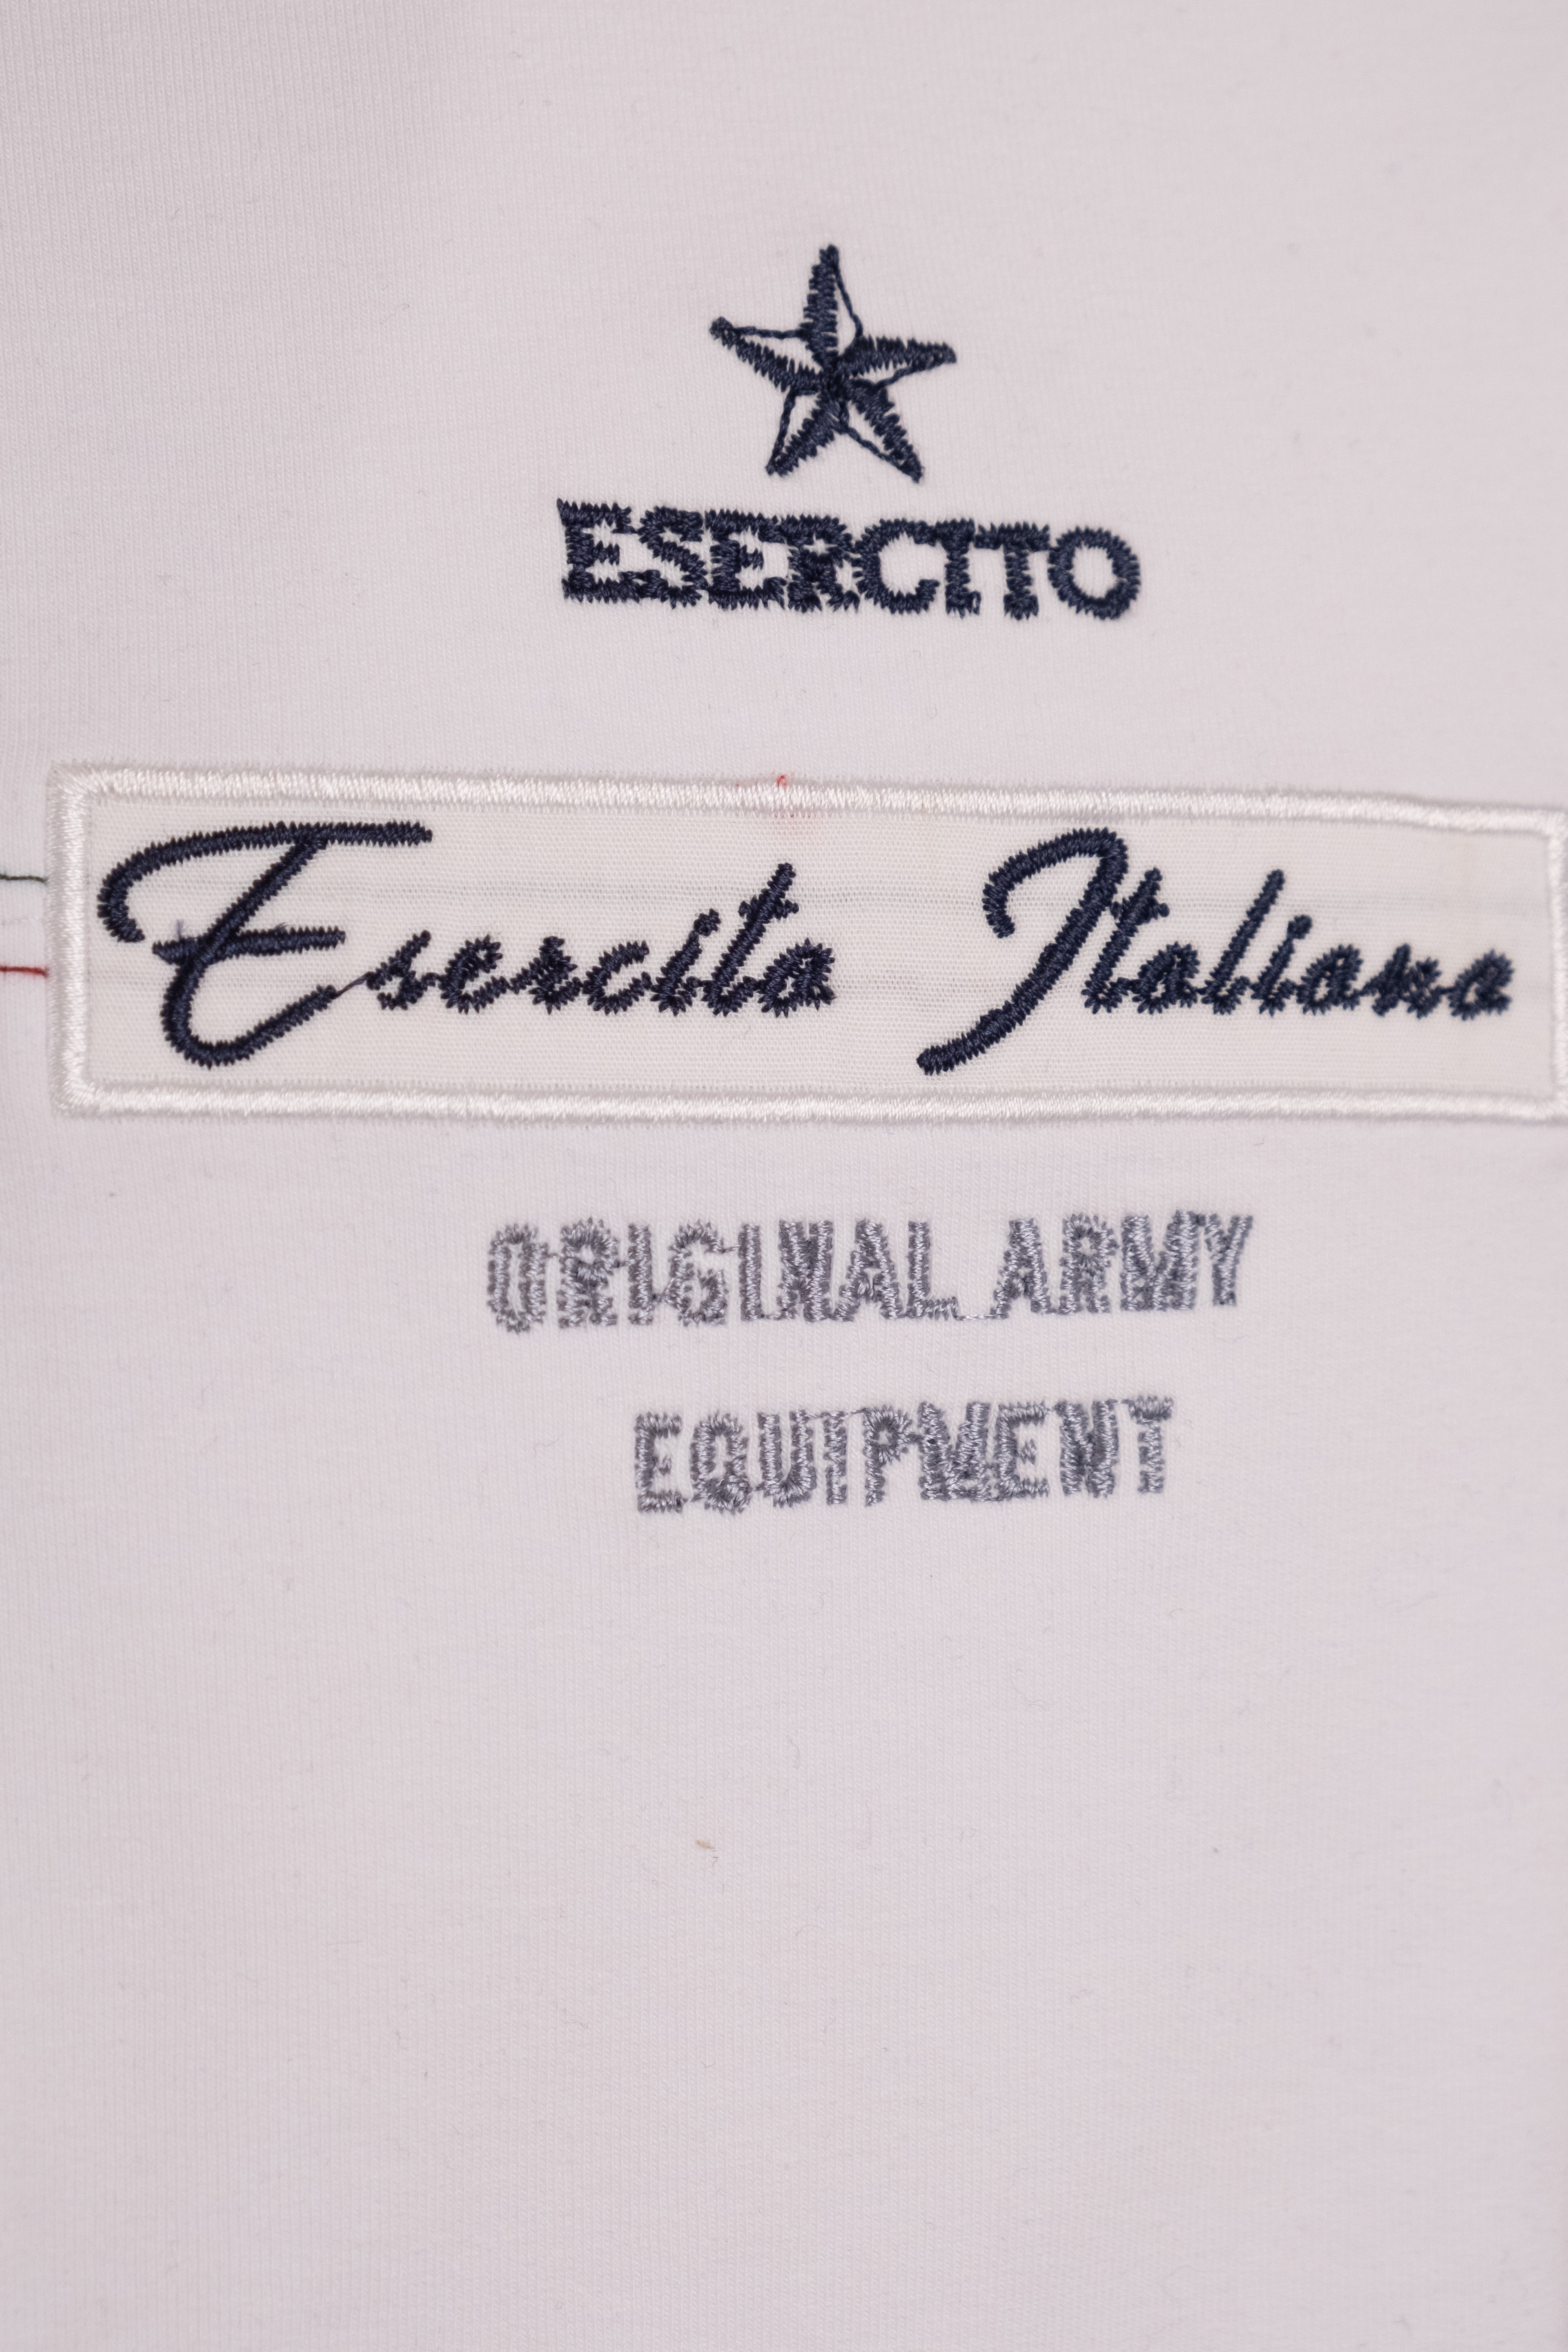 ESERCITO
Esercito Italiano
ORIGINAL ARMY
EQUIPMENT